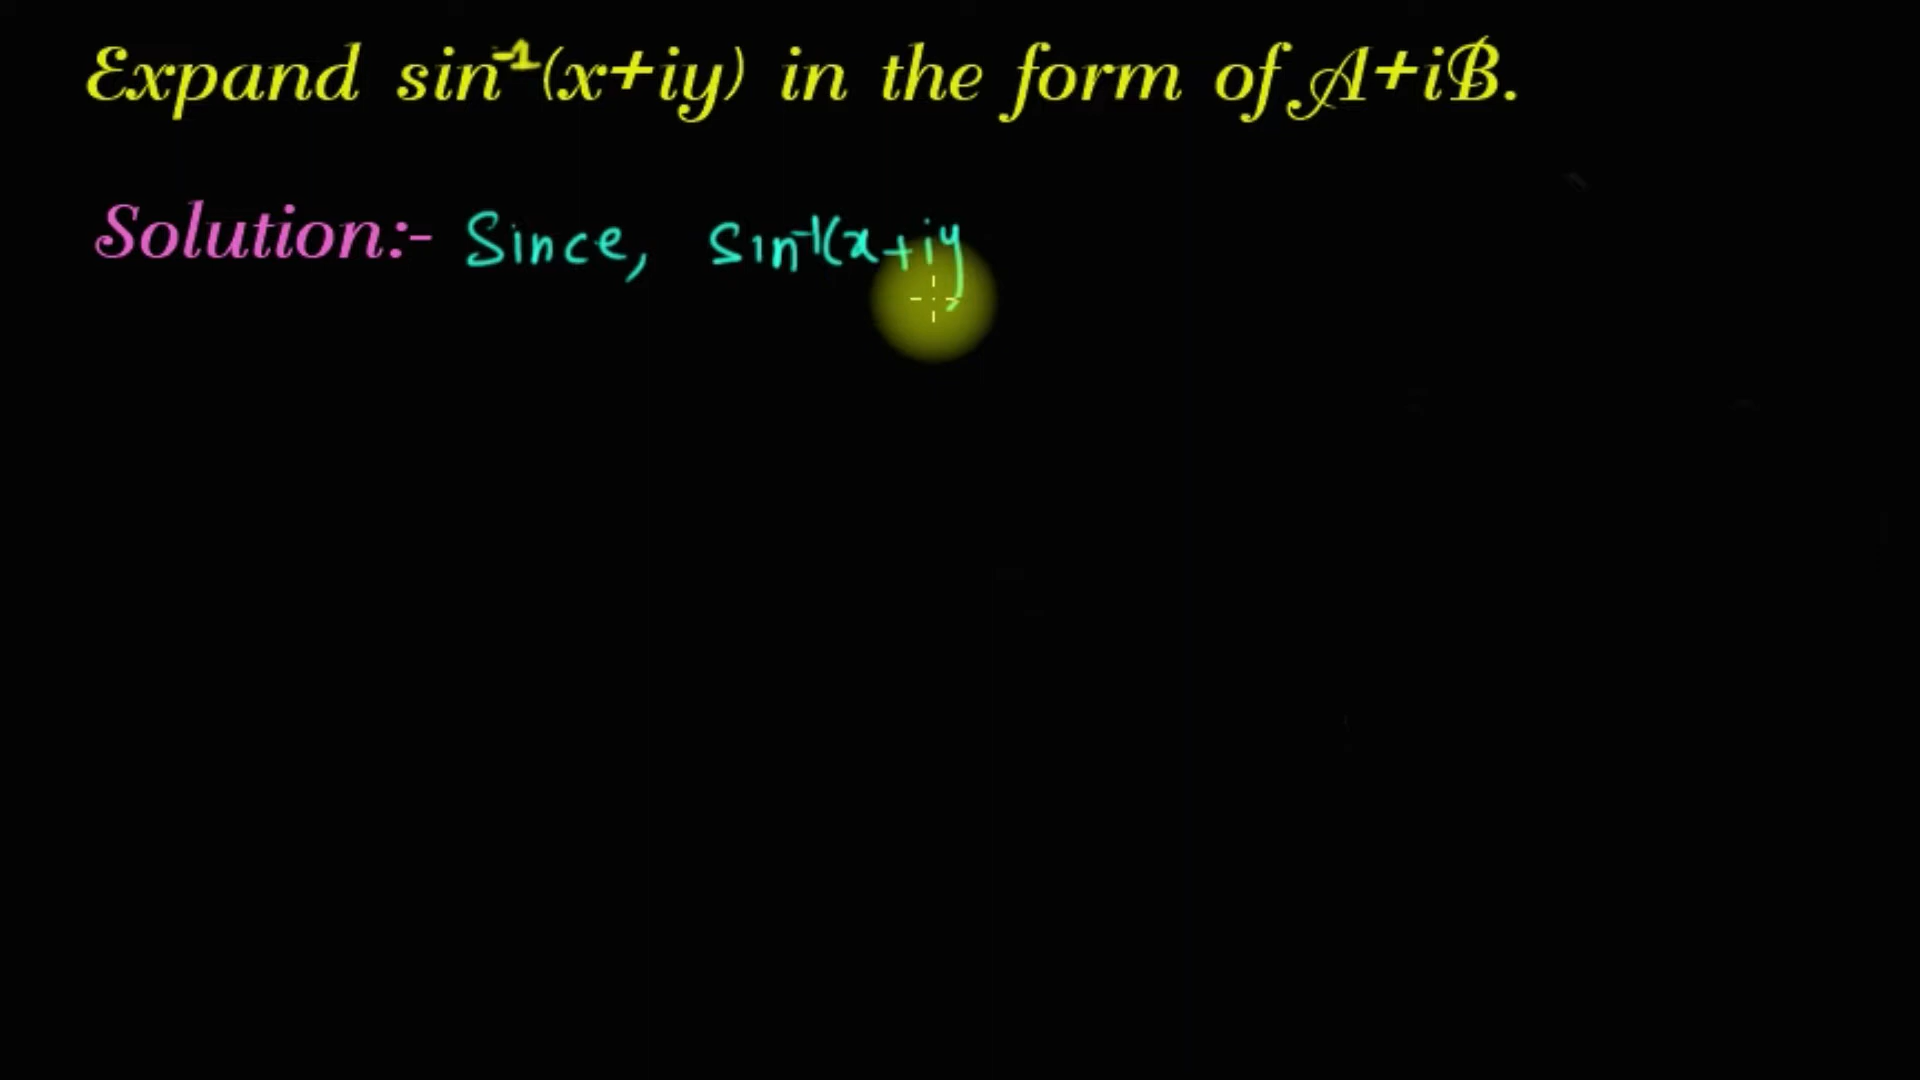 Expand sin⁻¹(x+iy) in the form of A+iB.
Solution:- Since, sin⁻¹(x+iy